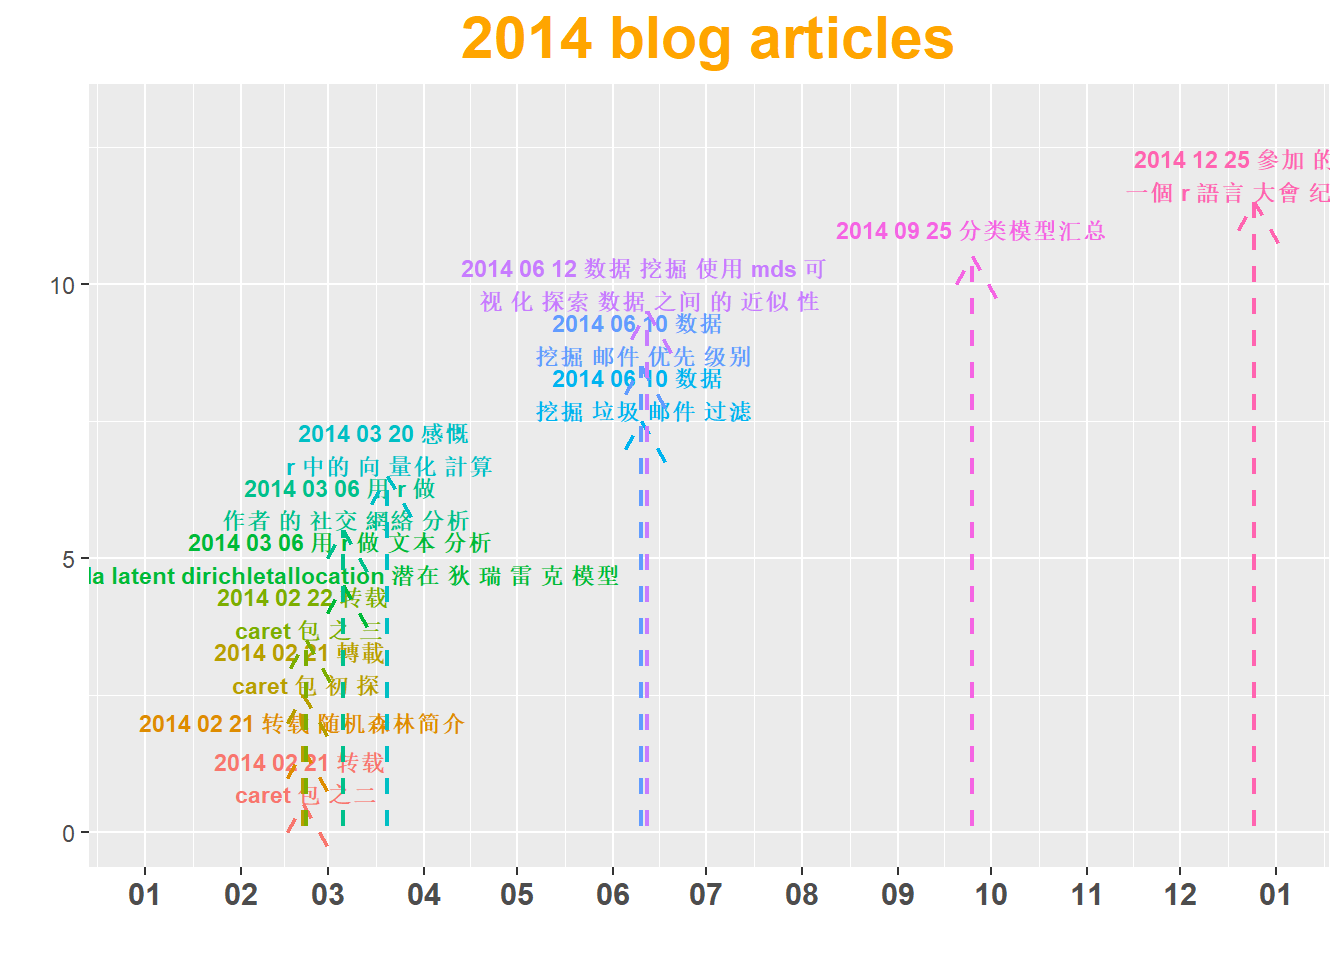 2014 blog articles
2014 12 25 參加 的
一個 r 語言 大會 纪
2014 09 25 分类模型汇总
10
2014 06 12 数据 挖掘 使用 mds 可
视 化 探索 数据 之间 的 近似 性
2014 06 10 数据
挖掘 邮件 优先 级别
2014 06 10 数据
挖掘 垃圾 邮件 过滤
2014 03 20 感慨
r 中的 向 量化 計算
2014 03 06 用 r 做
作者 的 社交 網絡 分析
5
2014 03 06 用 r 做 文本 分析
da latent dirichletallocation 潜在 狄 瑞 雷 克 模型
2014 02 22 转载
caret 包 之 三
2014 02 21 轉載
caret 包 初 探
2014 02 21 转载 随机森林简介
2014 02 21 转载
caret 包 之二
0
01 02 03 04 05 06 07 08 09 10 11 12 01